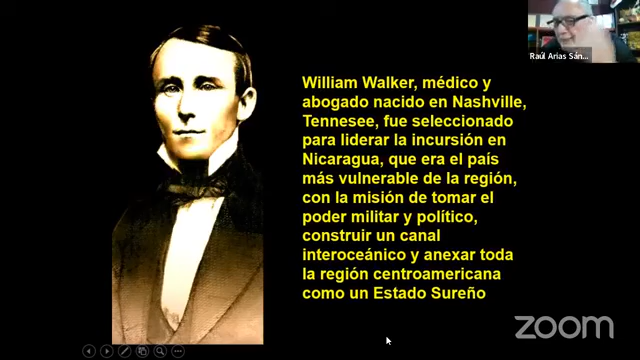 Raúl Arias Sán...
William Walker, médico y
abogado nacido en Nashville,
Tennesee, fue seleccionado
para liderar la incursión en
Nicaragua, que era el país
más vulnerable de la región,
con la misión de tomar el
poder militar y político,
construir un canal
interoceánico y anexar toda
la región centroamericana
como un Estado Sureño
zoom